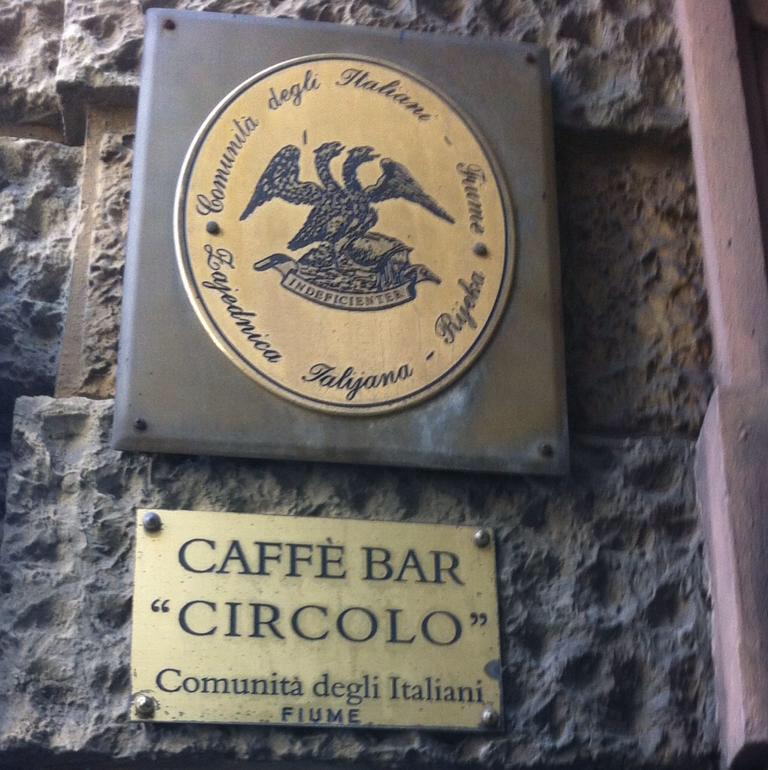 Comunità degli Italiani - Fiume
Zajednica Talijana - Rijeka
INDEFICIENTER
CAFFÈ BAR
“CIRCOLO”
Comunità degli Italiani
FIUME